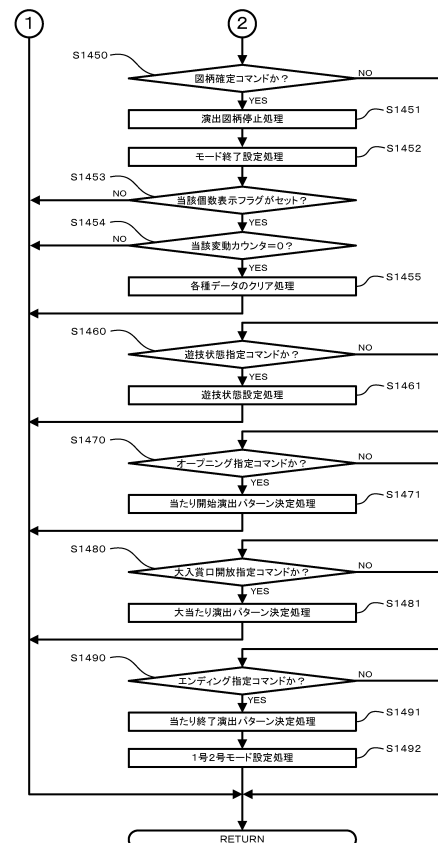 1
2
S1450
図柄確定コマンドか?
NO
YES
演出図柄停止処理
S1451
モード終了設定処理
S1452
S1453
当該個数表示フラグがセット?
NO
YES
S1454
当該変動カウンタ=0?
NO
YES
各種データのクリア処理
S1455
S1460
遊技状態指定コマンドか?
NO
YES
遊技状態設定処理
S1461
S1470
オープニング指定コマンドか?
NO
YES
当たり開始演出パターン決定処理
S1471
S1480
大入賞口開放指定コマンドか?
NO
YES
大当たり演出パターン決定処理
S1481
S1490
エンディング指定コマンドか?
NO
YES
当たり終了演出パターン決定処理
S1491
1号2号モード設定処理
S1492
RETURN